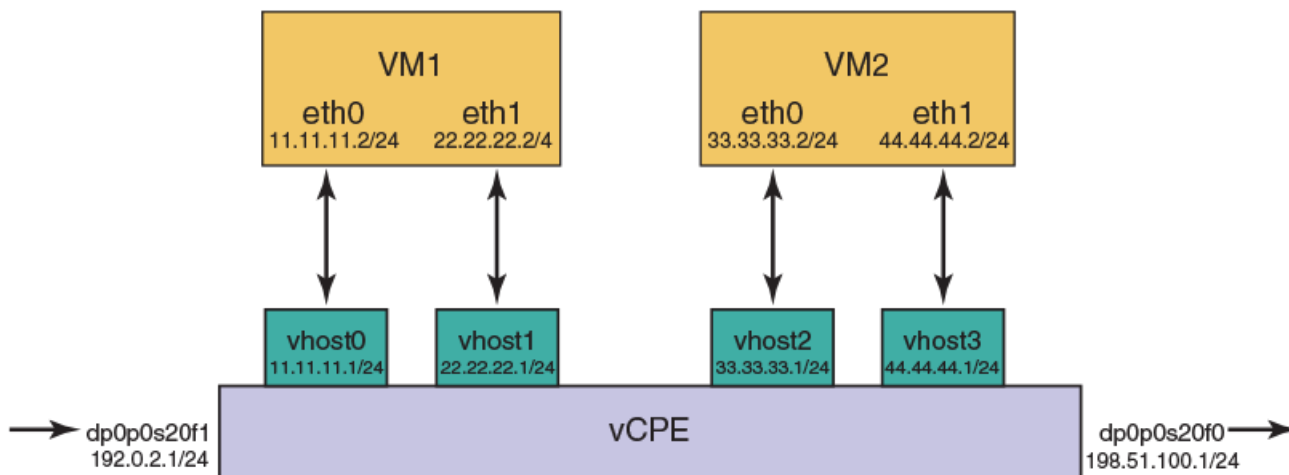 VM1
eth0
11.11.11.2/24
eth1
22.22.22.2/4
VM2
eth0
33.33.33.2/24
eth1
44.44.44.2/24
vhost0
11.11.11.1/24
vhost1
22.22.22.1/24
vhost2
33.33.33.1/24
vhost3
44.44.44.1/24
dp0p0s20f1
192.0.2.1/24
vCPE
dp0p0s20f0
198.51.100.1/24